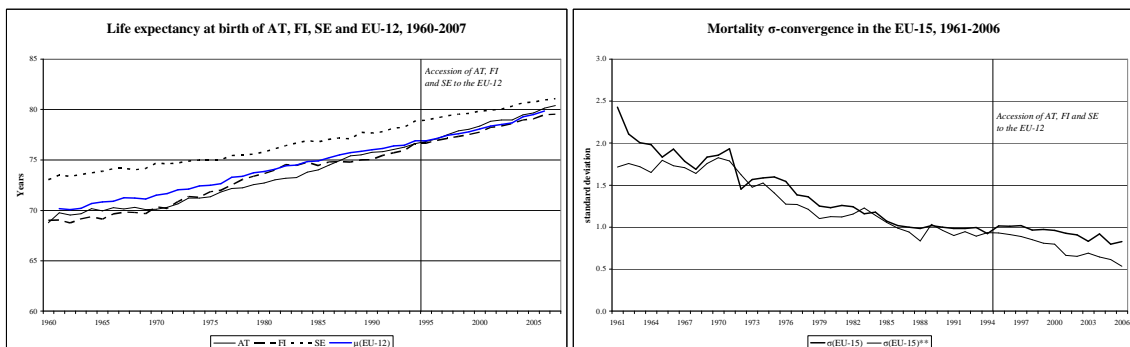 Life expectancy at birth of AT, FI, SE and EU-12, 1960-2007
85
80
75
70
65
60
Years
Accession of AT, FI
and SE to the EU-12
1960 1965 1970 1975 1980 1985 1990 1995 2000 2005
AT FI SE μ(EU-12)
Mortality σ-convergence in the EU-15, 1961-2006
3.0
2.5
2.0
1.5
1.0
0.5
0.0
standard deviation
Accession of AT, FI and SE
to the EU-12
1961 1964 1967 1970 1973 1976 1979 1982 1985 1988 1991 1994 1997 2000 2003 2006
σ(EU-15) σ(EU-15)**